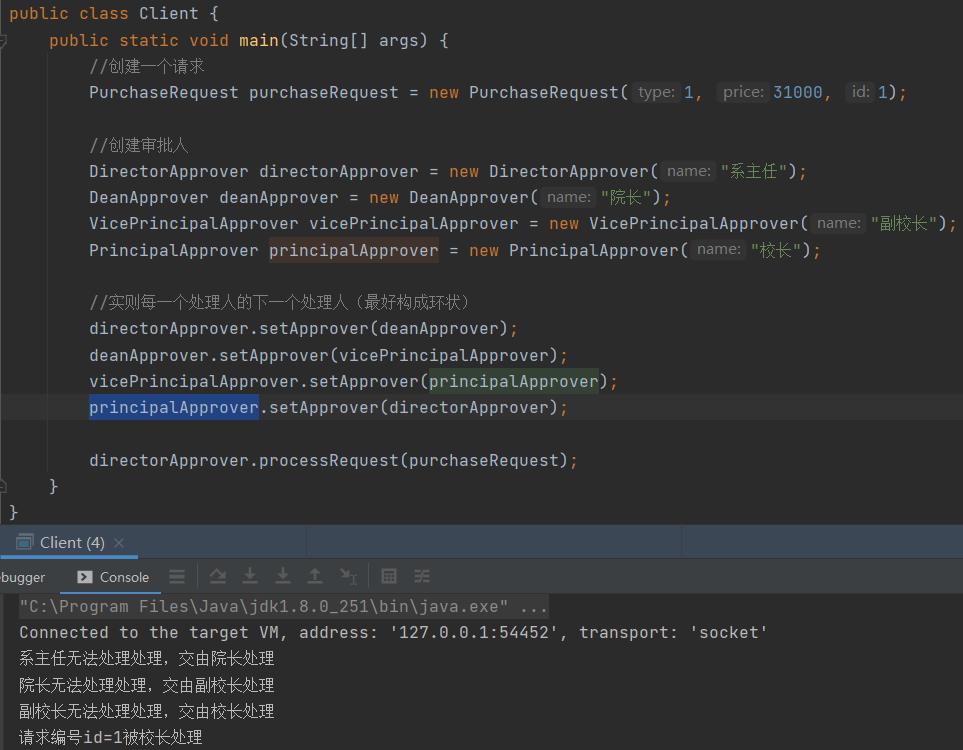 public class Client {
public static void main(String[] args) {
//创建一个请求
PurchaseRequest purchaseRequest = new PurchaseRequest( type: 1, price: 31000, id: 1);
//创建审批人
DirectorApprover directorApprover = new DirectorApprover( name: "系主任");
DeanApprover deanApprover = new DeanApprover( name: "院长");
VicePrincipalApprover vicePrincipalApprover = new VicePrincipalApprover( name: "副校长");
PrincipalApprover principalApprover = new PrincipalApprover( name: "校长");
//实则每一个处理人的下一个处理人（最好构成环状）
directorApprover.setApprover(deanApprover);
deanApprover.setApprover(vicePrincipalApprover);
vicePrincipalApprover.setApprover(principalApprover);
principalApprover.setApprover(directorApprover);
directorApprover.processRequest(purchaseRequest);
}
}
Client (4)
bugger Console
"C:\Program Files\Java\jdk1.8.0_251\bin\java.exe" ...
Connected to the target VM, address: '127.0.0.1:54452', transport: 'socket'
系主任无法处理处理，交由院长处理
院长无法处理处理，交由副校长处理
副校长无法处理处理，交由校长处理
请求编号id=1被校长处理